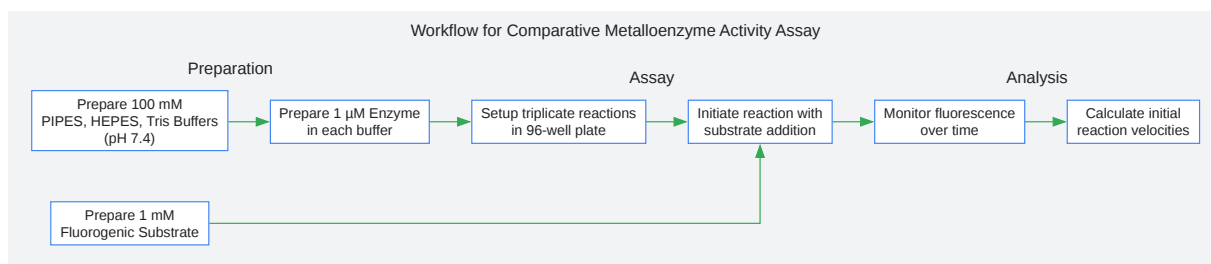 Workflow for Comparative Metalloenzyme Activity Assay
Preparation
Assay
Analysis
Prepare 100 mM
PIPES, HEPES, Tris Buffers
(pH 7.4)
Prepare 1 µM Enzyme
in each buffer
Setup triplicate reactions
in 96-well plate
Initiate reaction with
substrate addition
Monitor fluorescence
over time
Calculate initial
reaction velocities
Prepare 1 mM
Fluorogenic Substrate